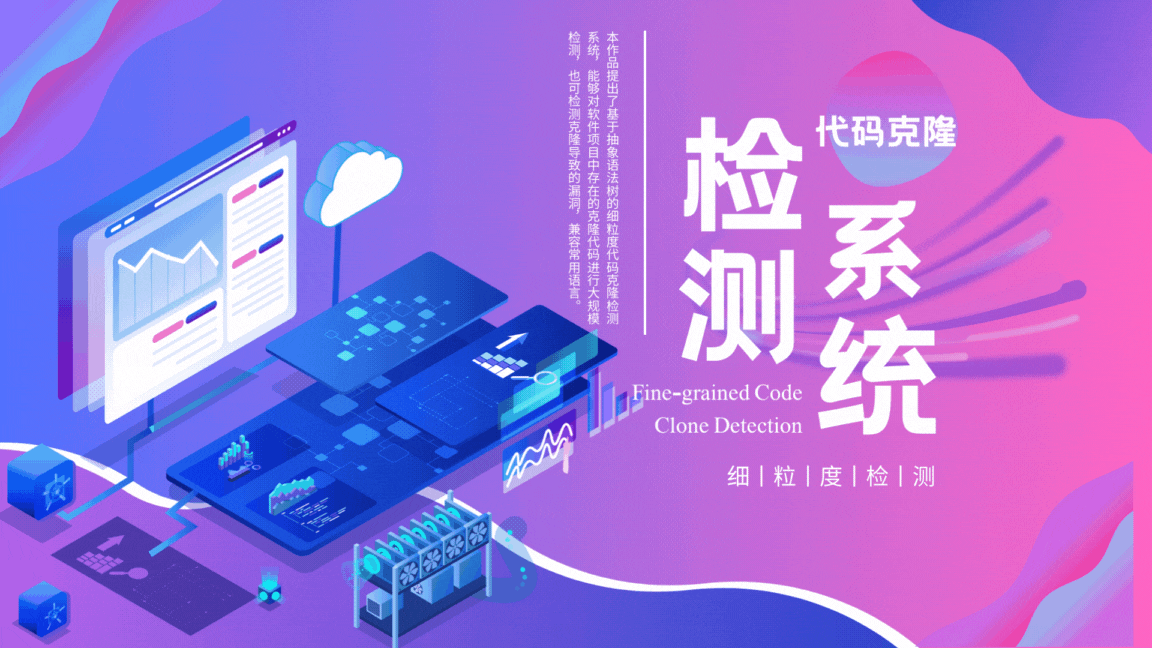 本作品提出了基于抽象语法树的细粒度代码克隆检测
系统，能够对软件项目中存在的克隆代码进行大规模
检测，也可检测克隆导致的漏洞，兼容常用语言。
代码克隆
检测
系统
Fine-grained Code
Clone Detection
细|粒|度|检|测